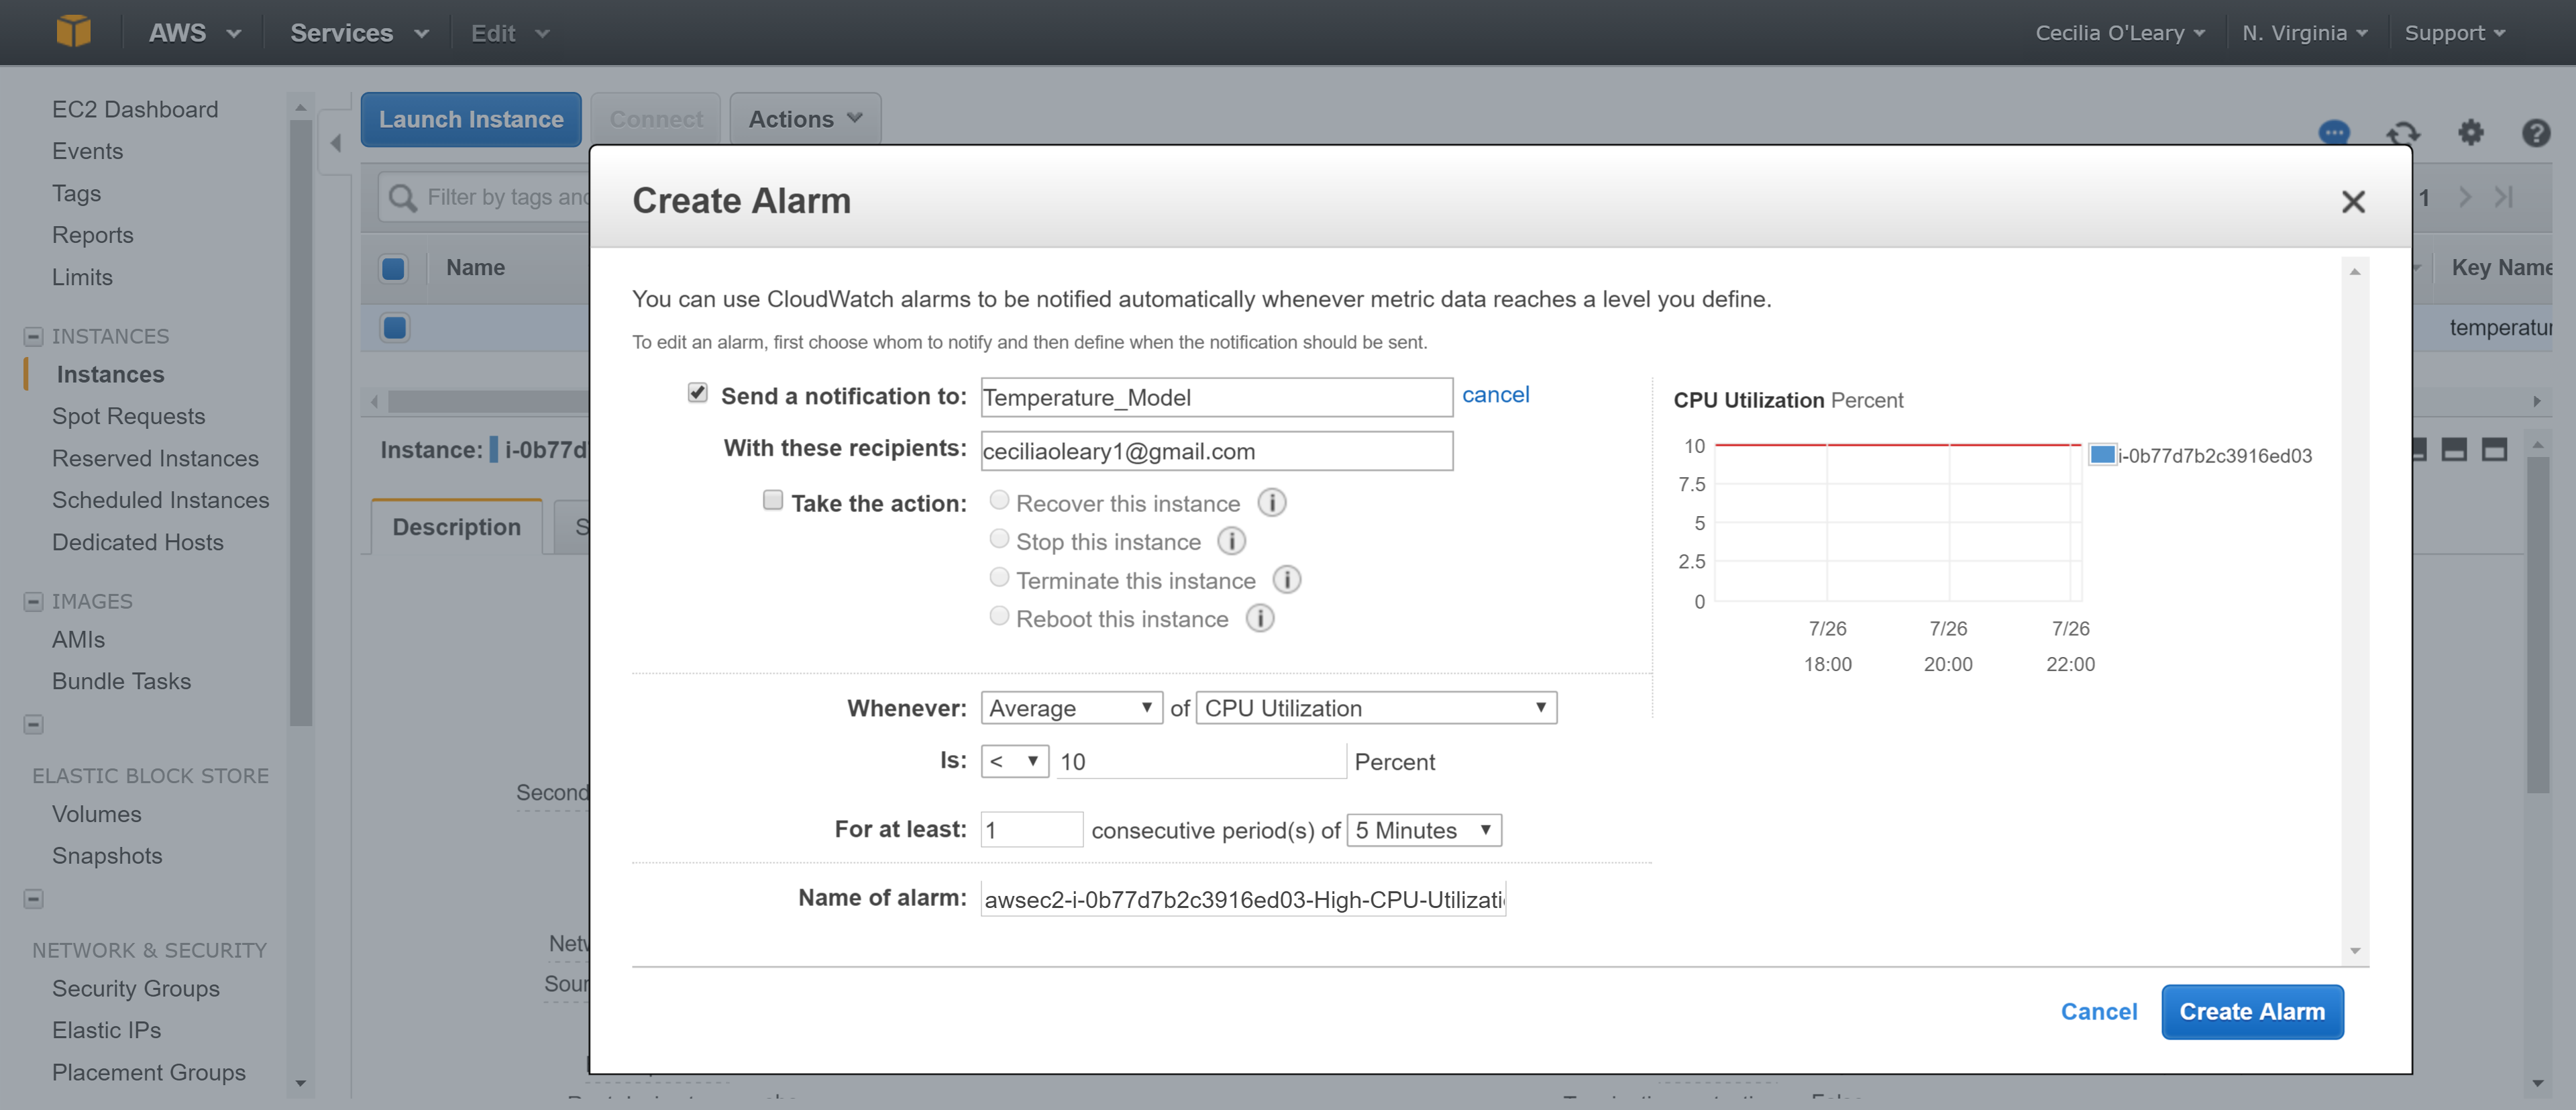 AWS Services Edit Cecilia O'Leary N. Virginia Support
EC2 Dashboard
Events
Tags
Reports
Limits
INSTANCES
Instances
Spot Requests
Reserved Instances
Scheduled Instances
Dedicated Hosts
IMAGES
AMIs
Bundle Tasks
ELASTIC BLOCK STORE
Volumes
Snapshots
NETWORK & SECURITY
Security Groups
Elastic IPs
Placement Groups
Launch Instance Connect Actions
Filter by tags and
1
Name Key Name
temperatur
Instance: i-0b77d
Description S
Second
Netw
Sour
Create Alarm
You can use CloudWatch alarms to be notified automatically whenever metric data reaches a level you define.
To edit an alarm, first choose whom to notify and then define when the notification should be sent.
Send a notification to: Temperature_Model cancel
With these recipients: ceciliaoleary1@gmail.com
Take the action: Recover this instance i
Stop this instance i
Terminate this instance i
Reboot this instance i
Whenever: Average of CPU Utilization
Is: < 10 Percent
For at least: 1 consecutive period(s) of 5 Minutes
Name of alarm: awsec2-i-0b77d7b2c3916ed03-High-CPU-Utilizati
CPU Utilization Percent
10
7.5
5
2.5
0
i-0b77d7b2c3916ed03
7/26 7/26 7/26
18:00 20:00 22:00
Cancel Create Alarm